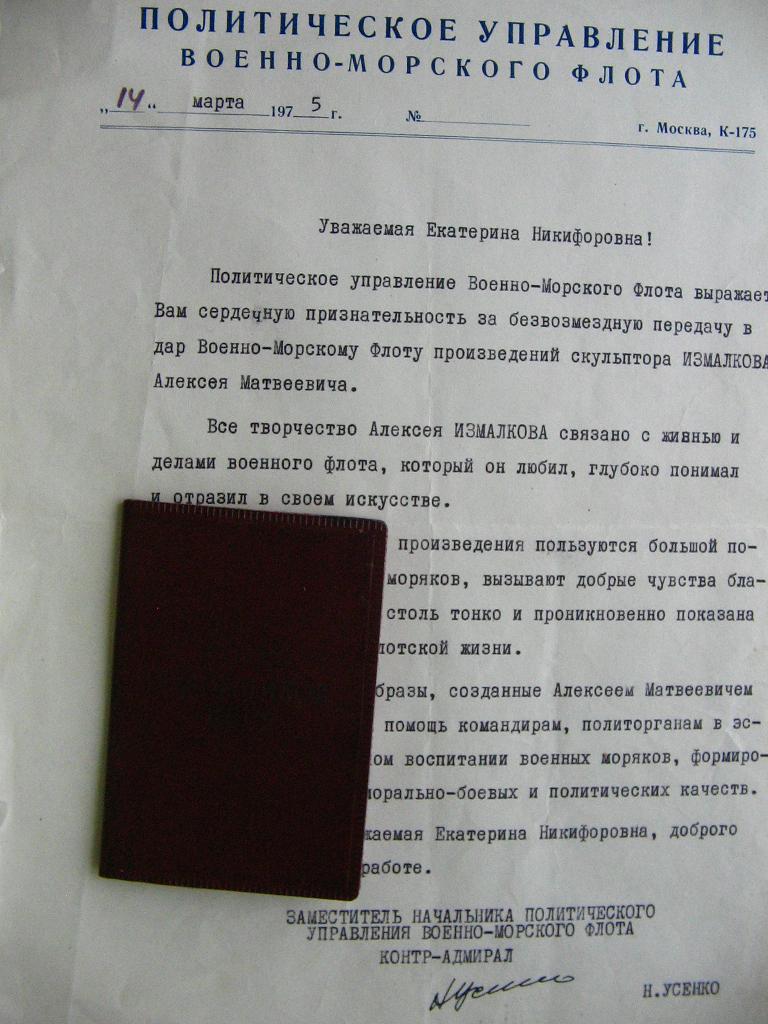 ПОЛИТИЧЕСКОЕ УПРАВЛЕНИЕ
ВОЕННО-МОРСКОГО ФЛОТА
„14“ марта 1975 г. № г. Москва, К-175
Уважаемая Екатерина Никифоровна!
Политическое управление Военно-Морского Флота выражает
Вам сердечную признательность за безвозмездную передачу в
дар Военно-Морскому Флоту произведений скульптора ИЗМАЛКОВА
Алексея Матвеевича.
Все творчество Алексея ИЗМАЛКОВА связано с жизнью и
делами военного флота, который он любил, глубоко понимал
и отразил в своем искусстве.
произведения пользуются большой по-
моряков, вызывают добрые чувства бла-
столь тонко и проникновенно показана
лотской жизни.
бразы, созданные Алексеем Матвеевичем
помощь командирам, политорганам в эс-
ом воспитании военных моряков, формиро-
морально-боевых и политических качеств.
жаемая Екатерина Никифоровна, доброго
работе.
ЗАМЕСТИТЕЛЬ НАЧАЛЬНИКА ПОЛИТИЧЕСКОГО
УПРАВЛЕНИЯ ВОЕННО-МОРСКОГО ФЛОТА
КОНТР-АДМИРАЛ
Н.УСЕНКО